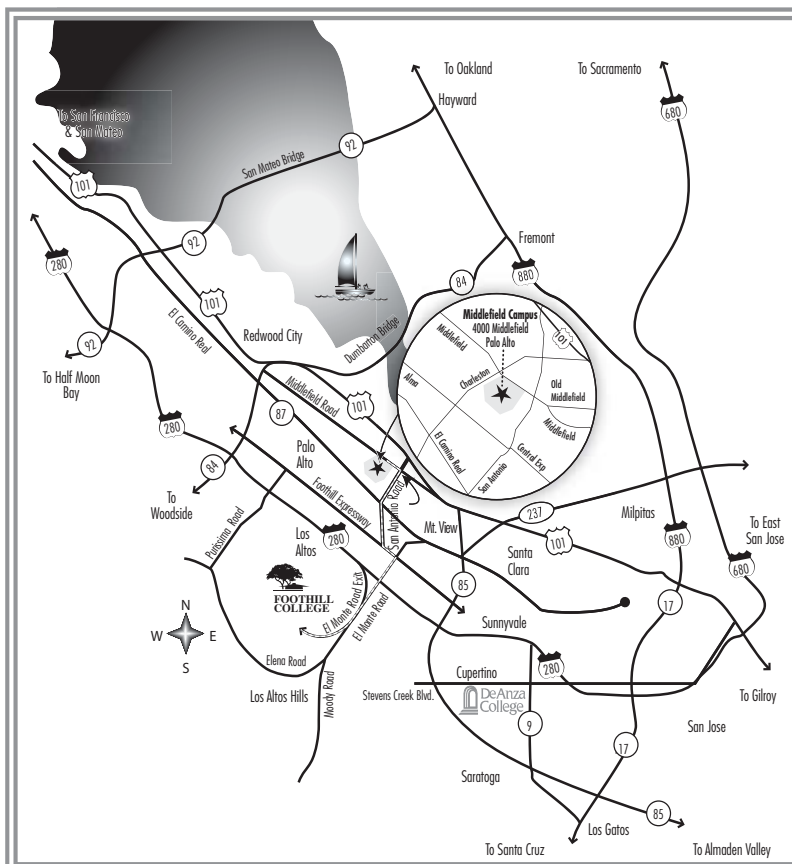 To Oakland
To Sacramento
Hayward
680
To San Francisco
& San Mateo
92
San Mateo Bridge
101
92
Fremont
280
880
84
101
El Camino Real
Redwood City
Dumbarton Bridge
Middlefield Campus
4000 Middlefield
Palo Alto
Middlefield
101
Charleston
Alma
Old
Middlefield
Middlefield
El Camino Real
Central Exp
San Antonio
92
To Half Moon
Bay
Middlefield Road
101
280
87
Palo
Alto
84
To
Woodside
Foothill Expressway
San Antonio Road
237
Milpitas
Mt. View
To East
San Jose
Purissima Road
Los
Altos
280
Santa
Clara
101
880
680
FOOTHILL
COLLEGE
El Monte Road Exit
El Monte Road
85
17
N
W E
S
Sunnyvale
Elena Road
Cupertino
280
Los Altos Hills
Moody Road
Stevens Creek Blvd.
DeAnza
College
To Gilroy
9
San Jose
17
Saratoga
85
Los Gatos
To Santa Cruz
To Almaden Valley